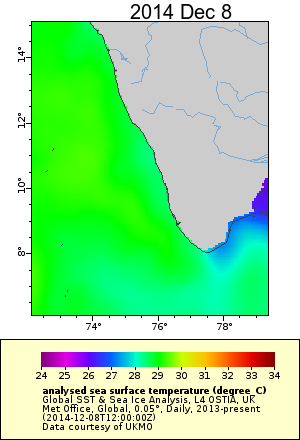 2014 Dec 8
14°
12°
10°
8°
74°
76°
78°
24 25 26 27 28 29 30 31 32 33 34
analysed sea surface temperature (degree_C)
Global SST & Sea Ice Analysis, L4 OSTIA, UK
Met Office, Global, 0.05°, Daily, 2013-present
(2014-12-08T12:00:00Z)
Data courtesy of UKMO